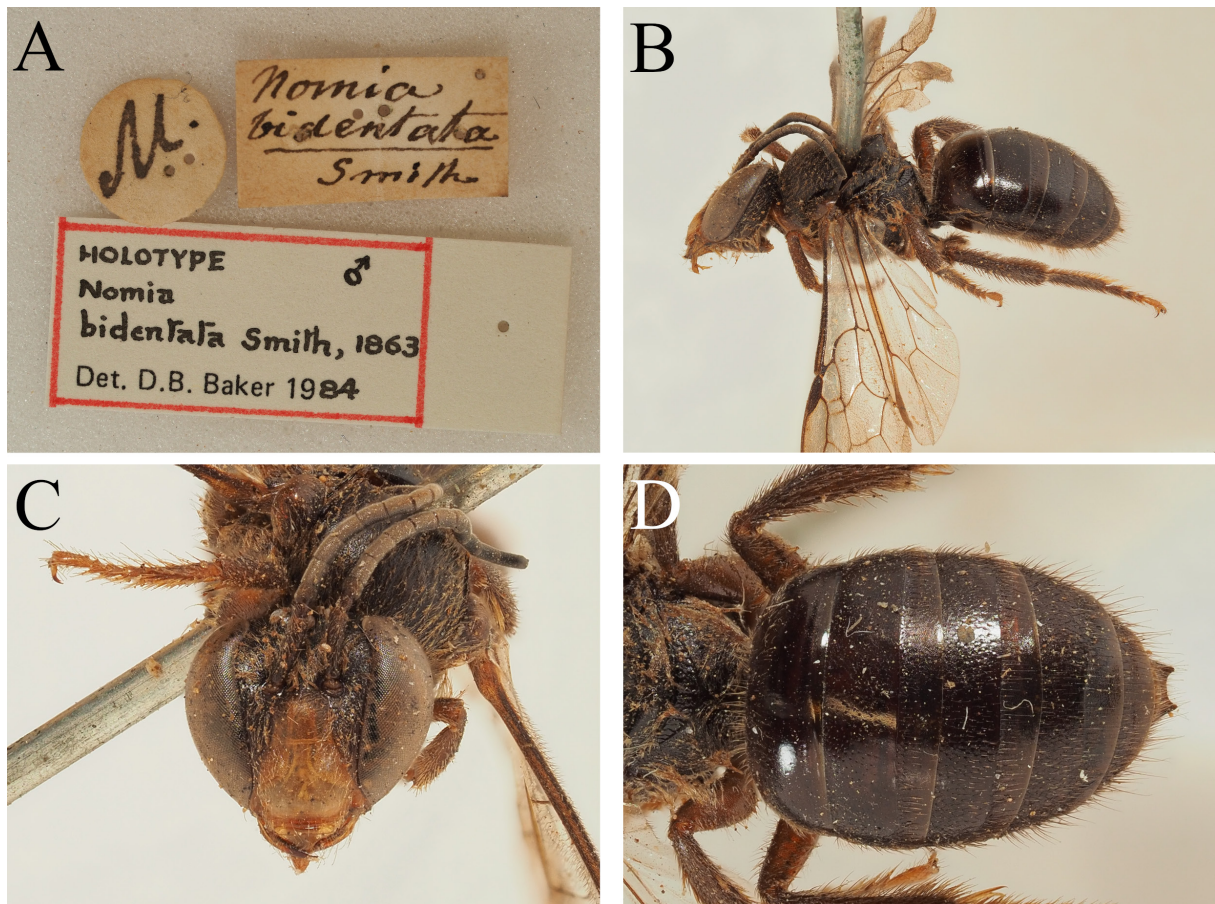 A
M.
Nomia
bidentata
Smith
HOLOTYPE ♂
Nomia
bidentata Smith, 1863
Det. D.B. Baker 1984
B
C
D